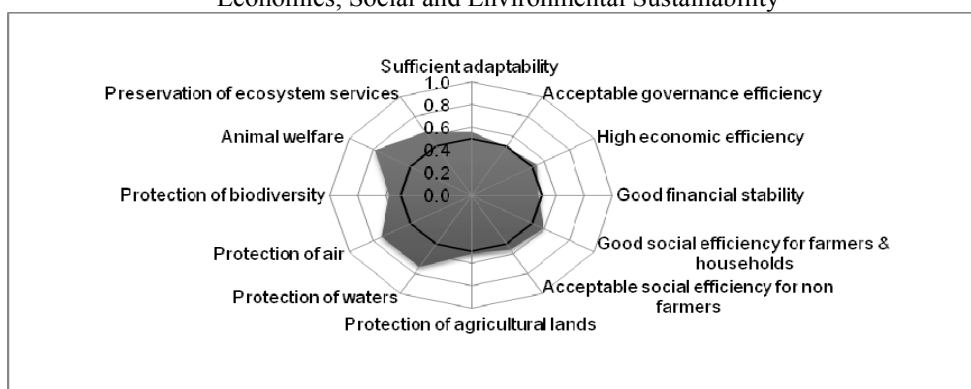 Economics, Social and Environmental Sustainability
Sufficient adaptability
1.0
Preservation of ecosystem services
Acceptable governance efficiency
0.8
Animal welfare
0.6
High economic efficiency
0.4
0.2
Protection of biodiversity
0.0
Good financial stability
Protection of air
Good social efficiency for farmers &
households
Protection of waters
Acceptable social efficiency for non
farmers
Protection of agricultural lands